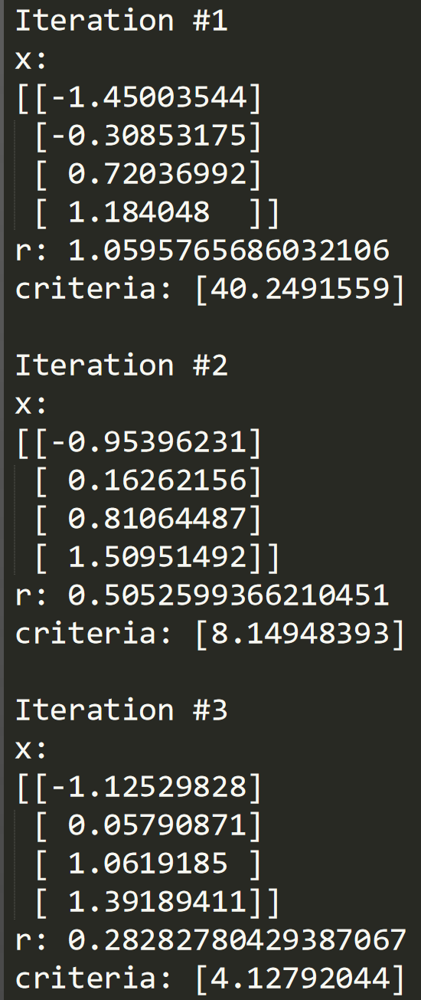 Iteration #1
x:
[[-1.45003544]
 [-0.30853175]
 [ 0.72036992]
 [ 1.184048  ]]
r: 1.0595765686032106
criteria: [40.2491559]

Iteration #2
x:
[[-0.95396231]
 [ 0.16262156]
 [ 0.81064487]
 [ 1.50951492]]
r: 0.5052599366210451
criteria: [8.14948393]

Iteration #3
x:
[[-1.12529828]
 [ 0.05790871]
 [ 1.0619185 ]
 [ 1.39189411]]
r: 0.28282780429387067
criteria: [4.12792044]